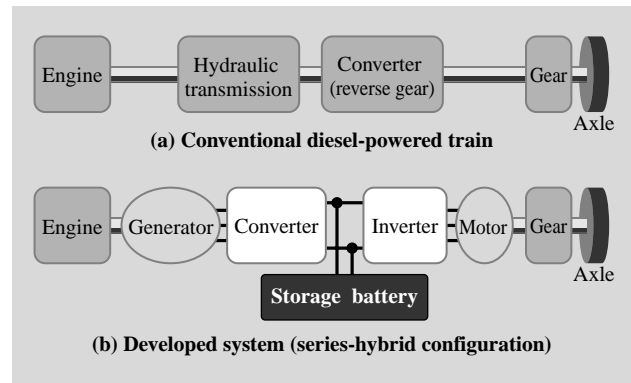 Engine
Hydraulic
transmission
Converter
(reverse gear)
Gear
Axle
(a) Conventional diesel-powered train
Engine
Generator
Converter
Inverter
Motor
Gear
Axle
Storage battery
(b) Developed system (series-hybrid configuration)